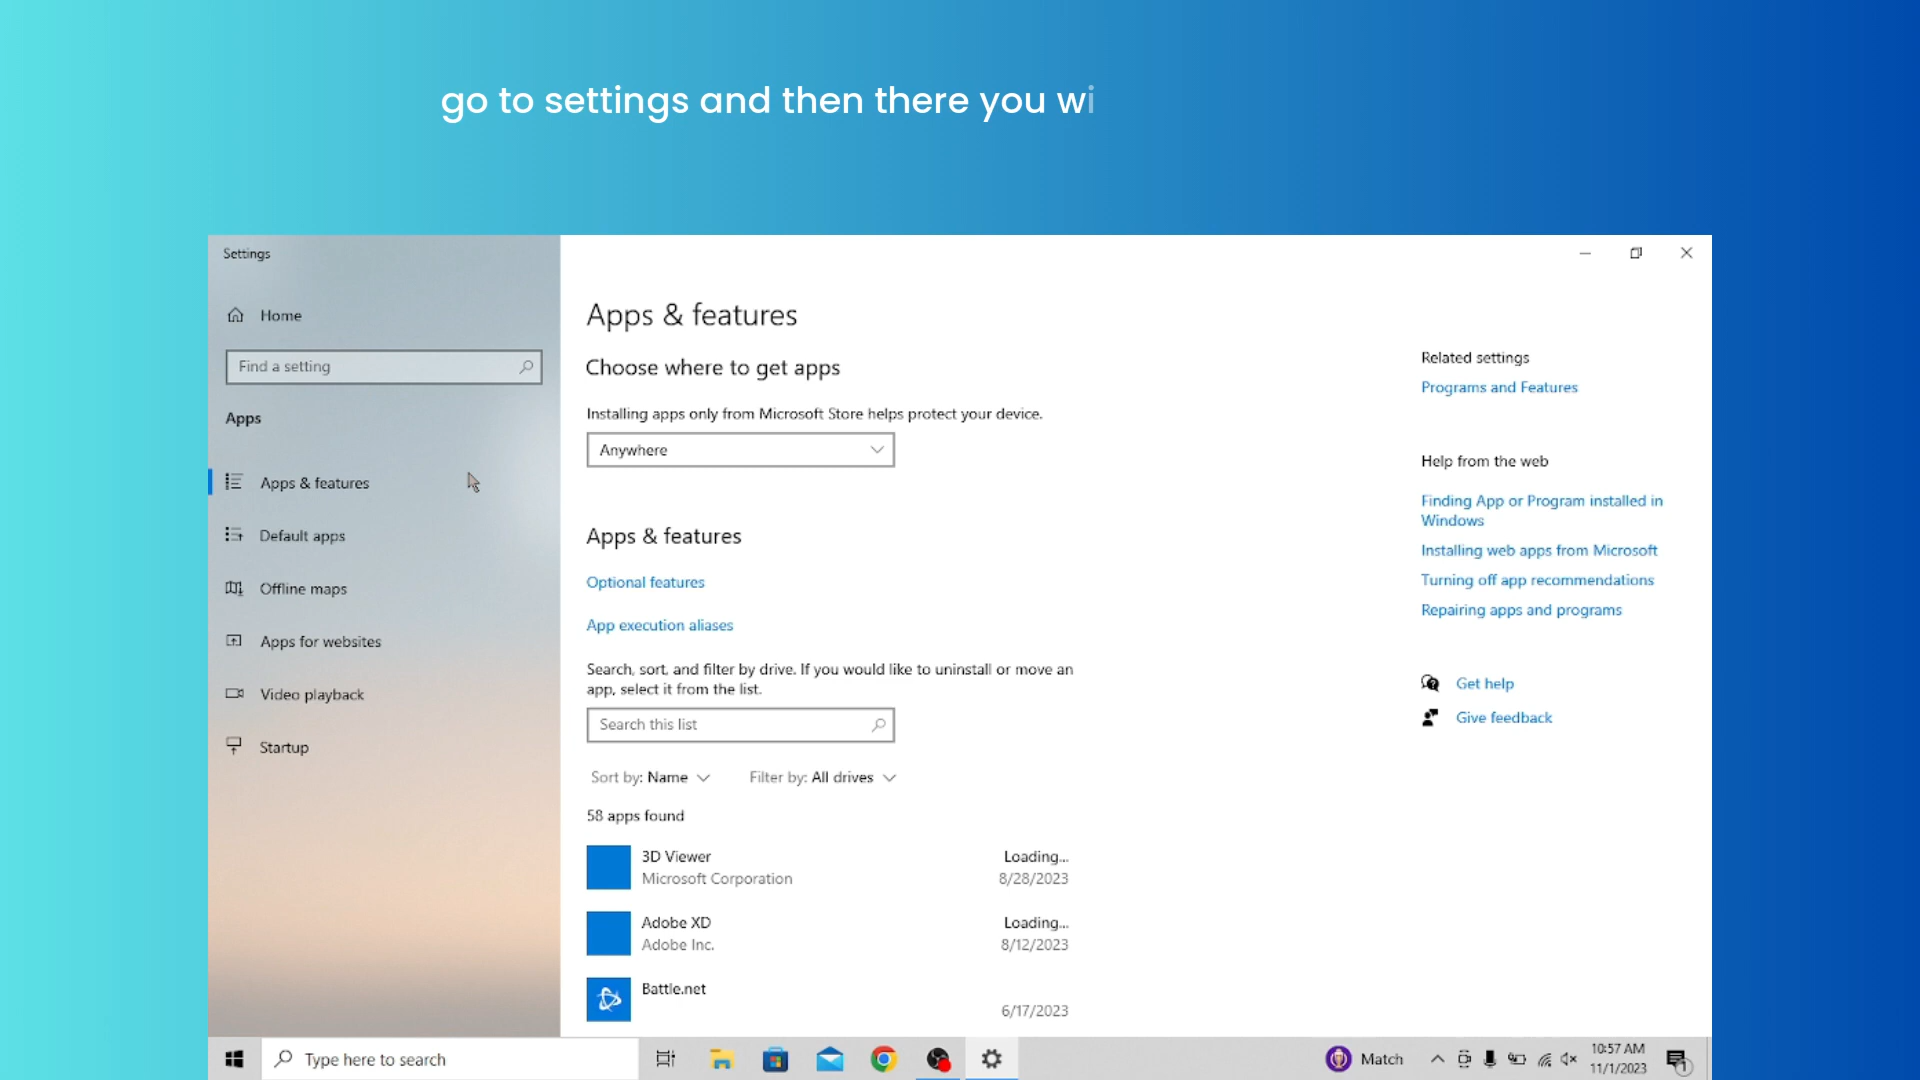 go to settings and then there you wi
Settings
Home
Find a setting
Apps
Apps & features
Default apps
Offline maps
Apps for websites
Video playback
Startup
Apps & features
Choose where to get apps
Installing apps only from Microsoft Store helps protect your device.
Anywhere
Apps & features
Optional features
App execution aliases
Search, sort, and filter by drive. If you would like to uninstall or move an
app, select it from the list.
Search this list
Sort by: Name Filter by: All drives
58 apps found
3D Viewer Loading...
Microsoft Corporation 8/28/2023
Adobe XD Loading...
Adobe Inc. 8/12/2023
Battle.net
6/17/2023
Related settings
Programs and Features
Help from the web
Finding App or Program installed in
Windows
Installing web apps from Microsoft
Turning off app recommendations
Repairing apps and programs
Get help
Give feedback
Type here to search
Match
10:57 AM
11/1/2023
1